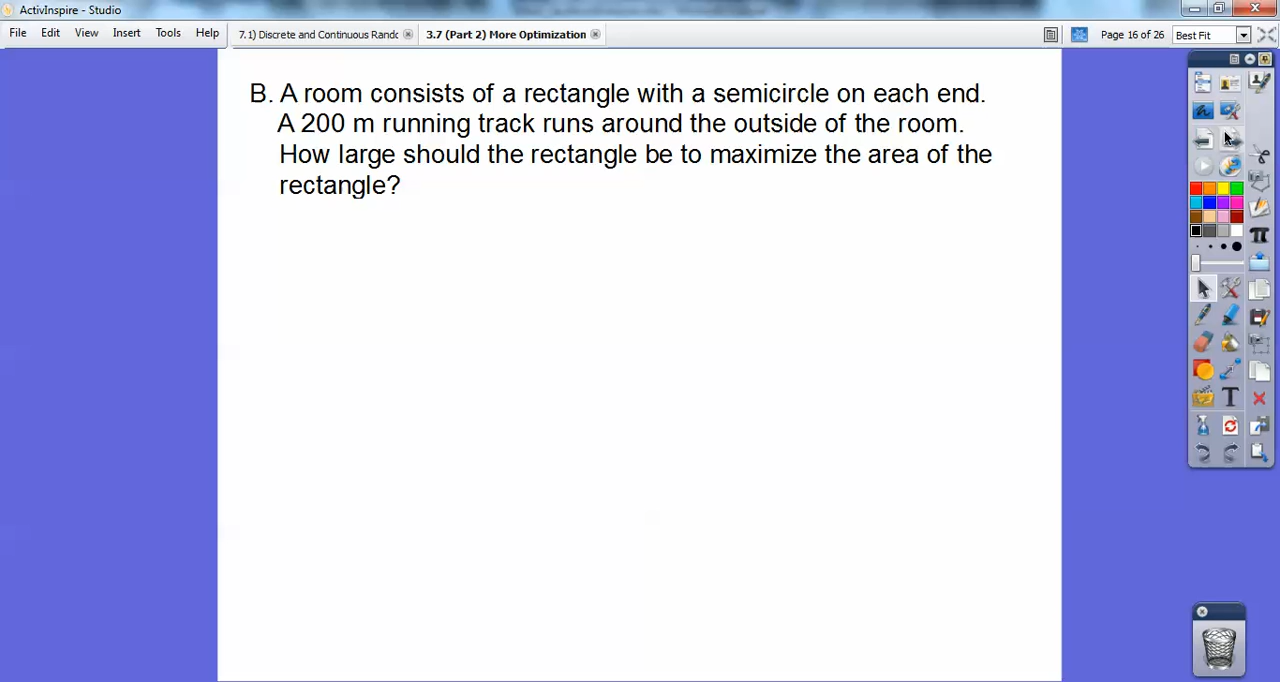 ActivInspire - Studio
File Edit View Insert Tools Help
7.1) Discrete and Continuous Rando
3.7 (Part 2) More Optimization
Page 16 of 26
Best Fit
B. A room consists of a rectangle with a semicircle on each end.
A 200 m running track runs around the outside of the room.
How large should the rectangle be to maximize the area of the
rectangle?